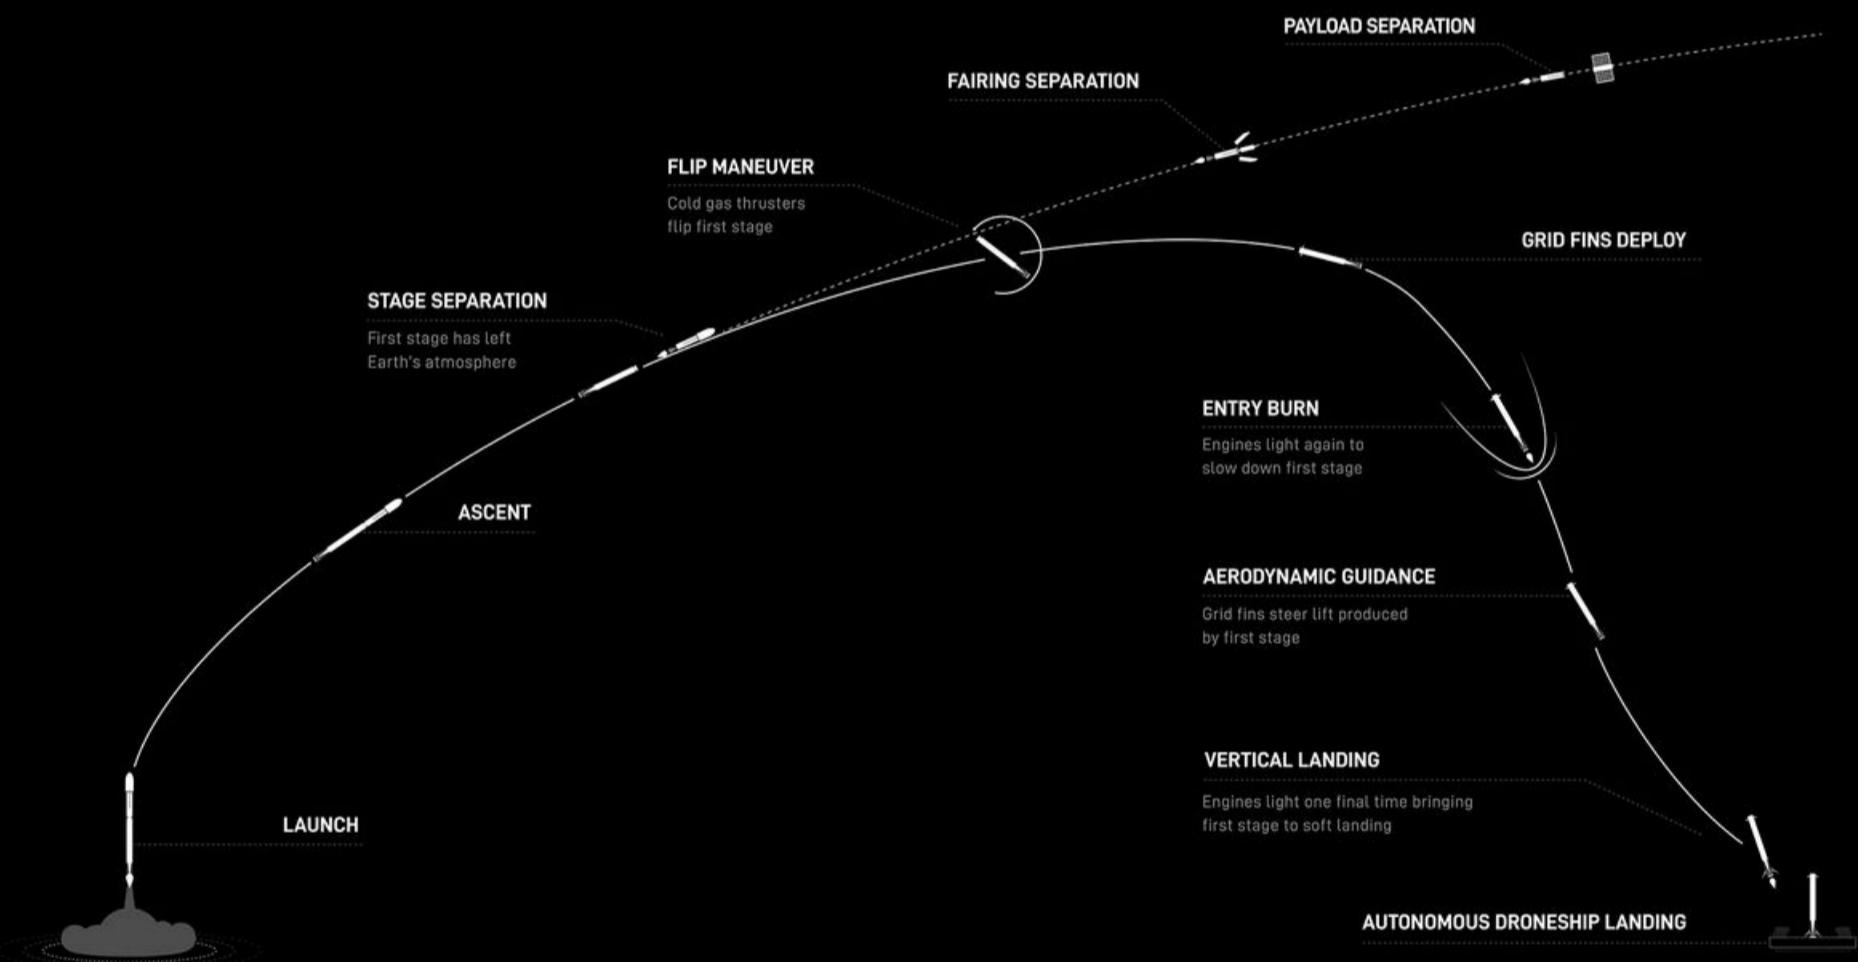 PAYLOAD SEPARATION
FAIRING SEPARATION
FLIP MANEUVER
Cold gas thrusters
flip first stage
GRID FINS DEPLOY
STAGE SEPARATION
First stage has left
Earth's atmosphere
ENTRY BURN
Engines light again to
slow down first stage
ASCENT
AERODYNAMIC GUIDANCE
Grid fins steer lift produced
by first stage
VERTICAL LANDING
Engines light one final time bringing
first stage to soft landing
LAUNCH
AUTONOMOUS DRONESHIP LANDING